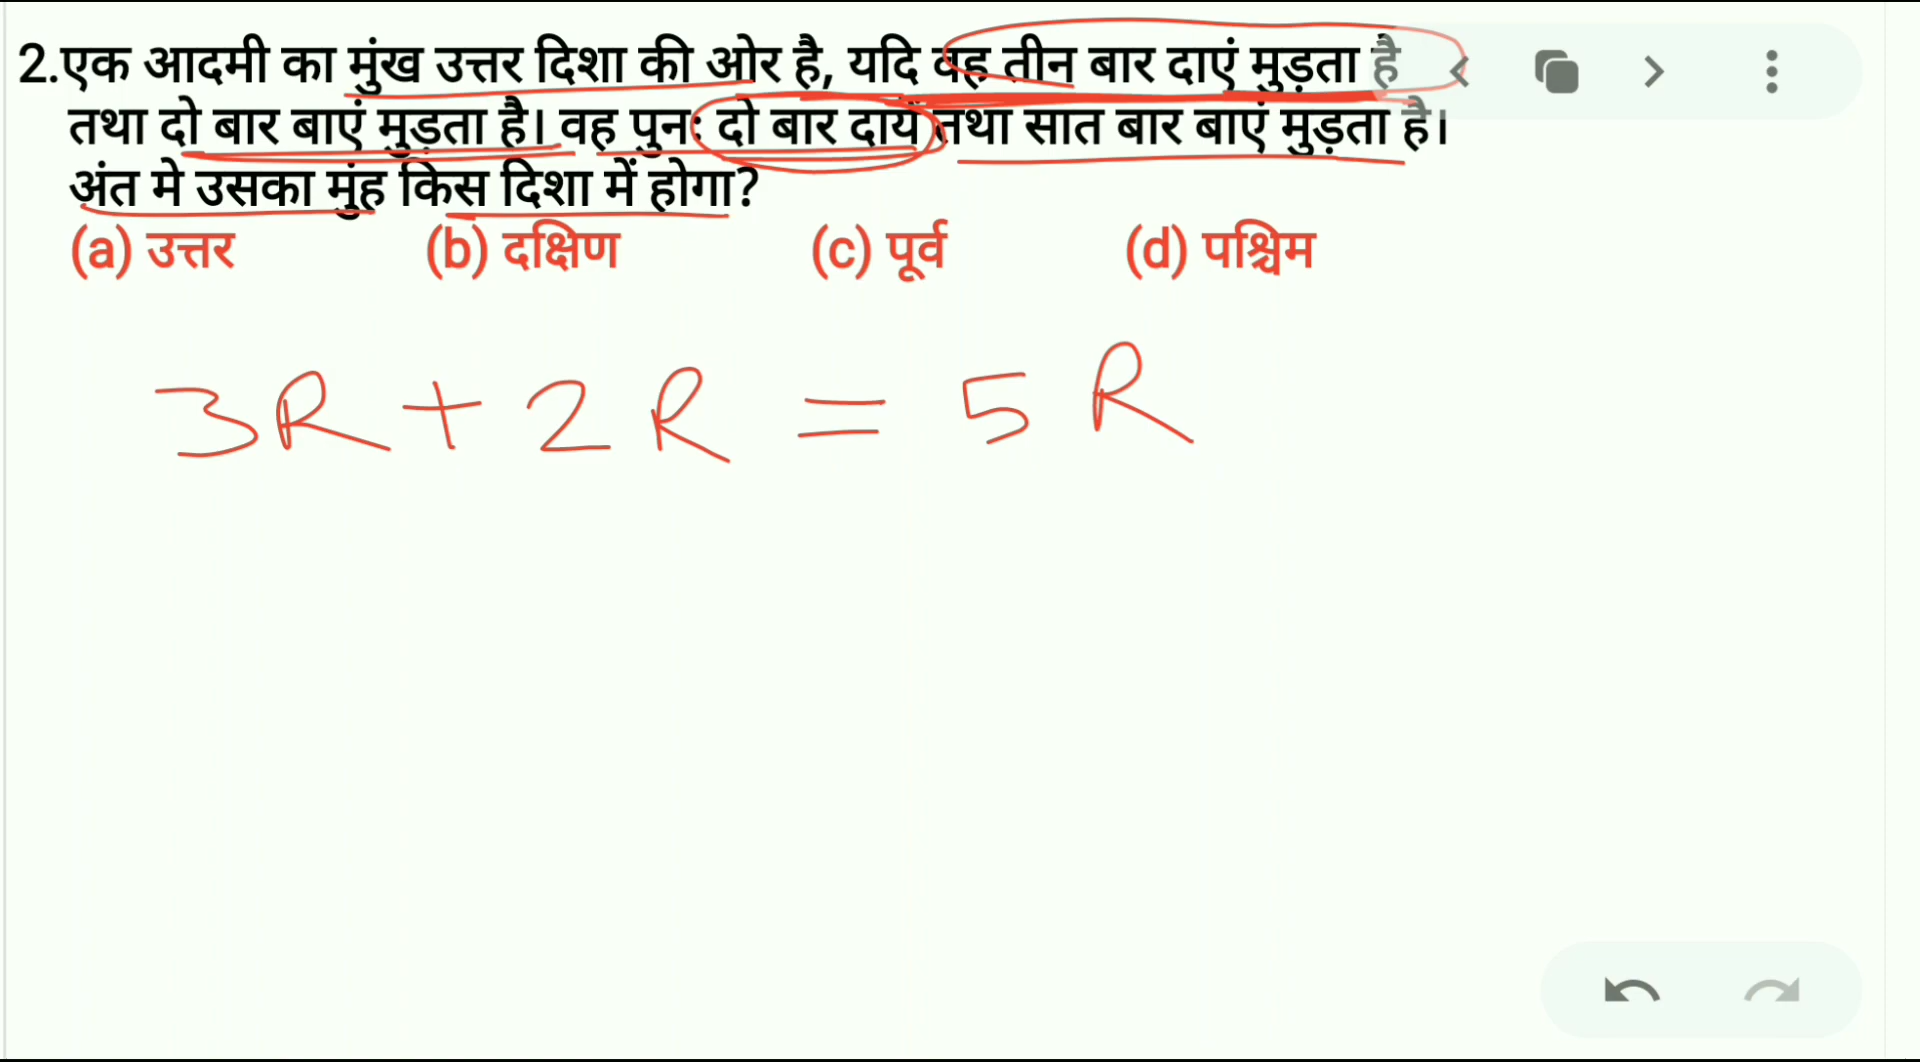 2.एक आदमी का मुंख उत्तर दिशा की ओर है, यदि वह तीन बार दाएं मुड़ता है
तथा दो बार बाएं मुड़ता है। वह पुनः दो बार दायें तथा सात बार बाएं मुड़ता है।
अंत मे उसका मुंह किस दिशा में होगा?
(a) उत्तर (b) दक्षिण (c) पूर्व (d) पश्चिम
3R + 2R = 5R